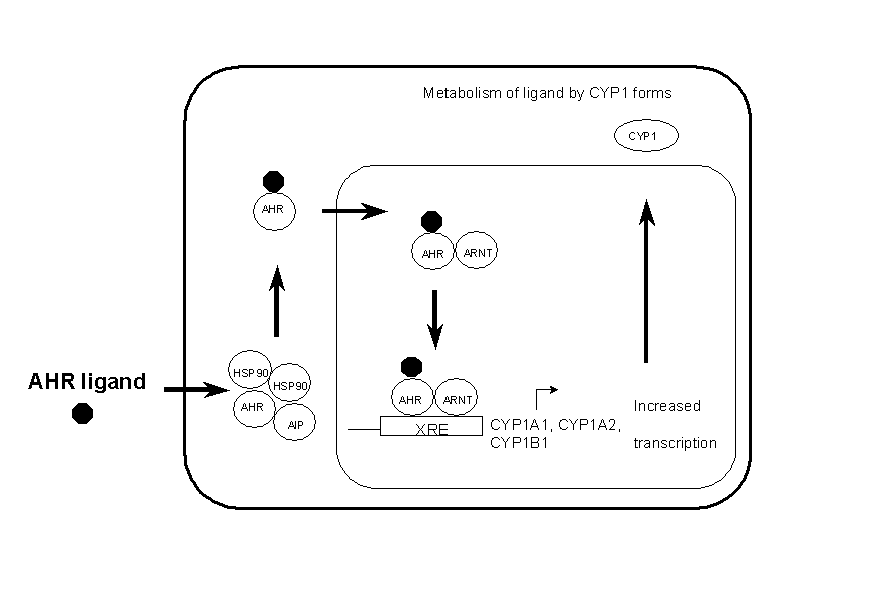 Metabolism of ligand by CYP1 forms
CYP1
AHR
AHR
ARNT
HSP90
HSP90
AHR
AIP
AHR ligand
AHR
ARNT
XRE
CYP1A1, CYP1A2,
CYP1B1
Increased
transcription